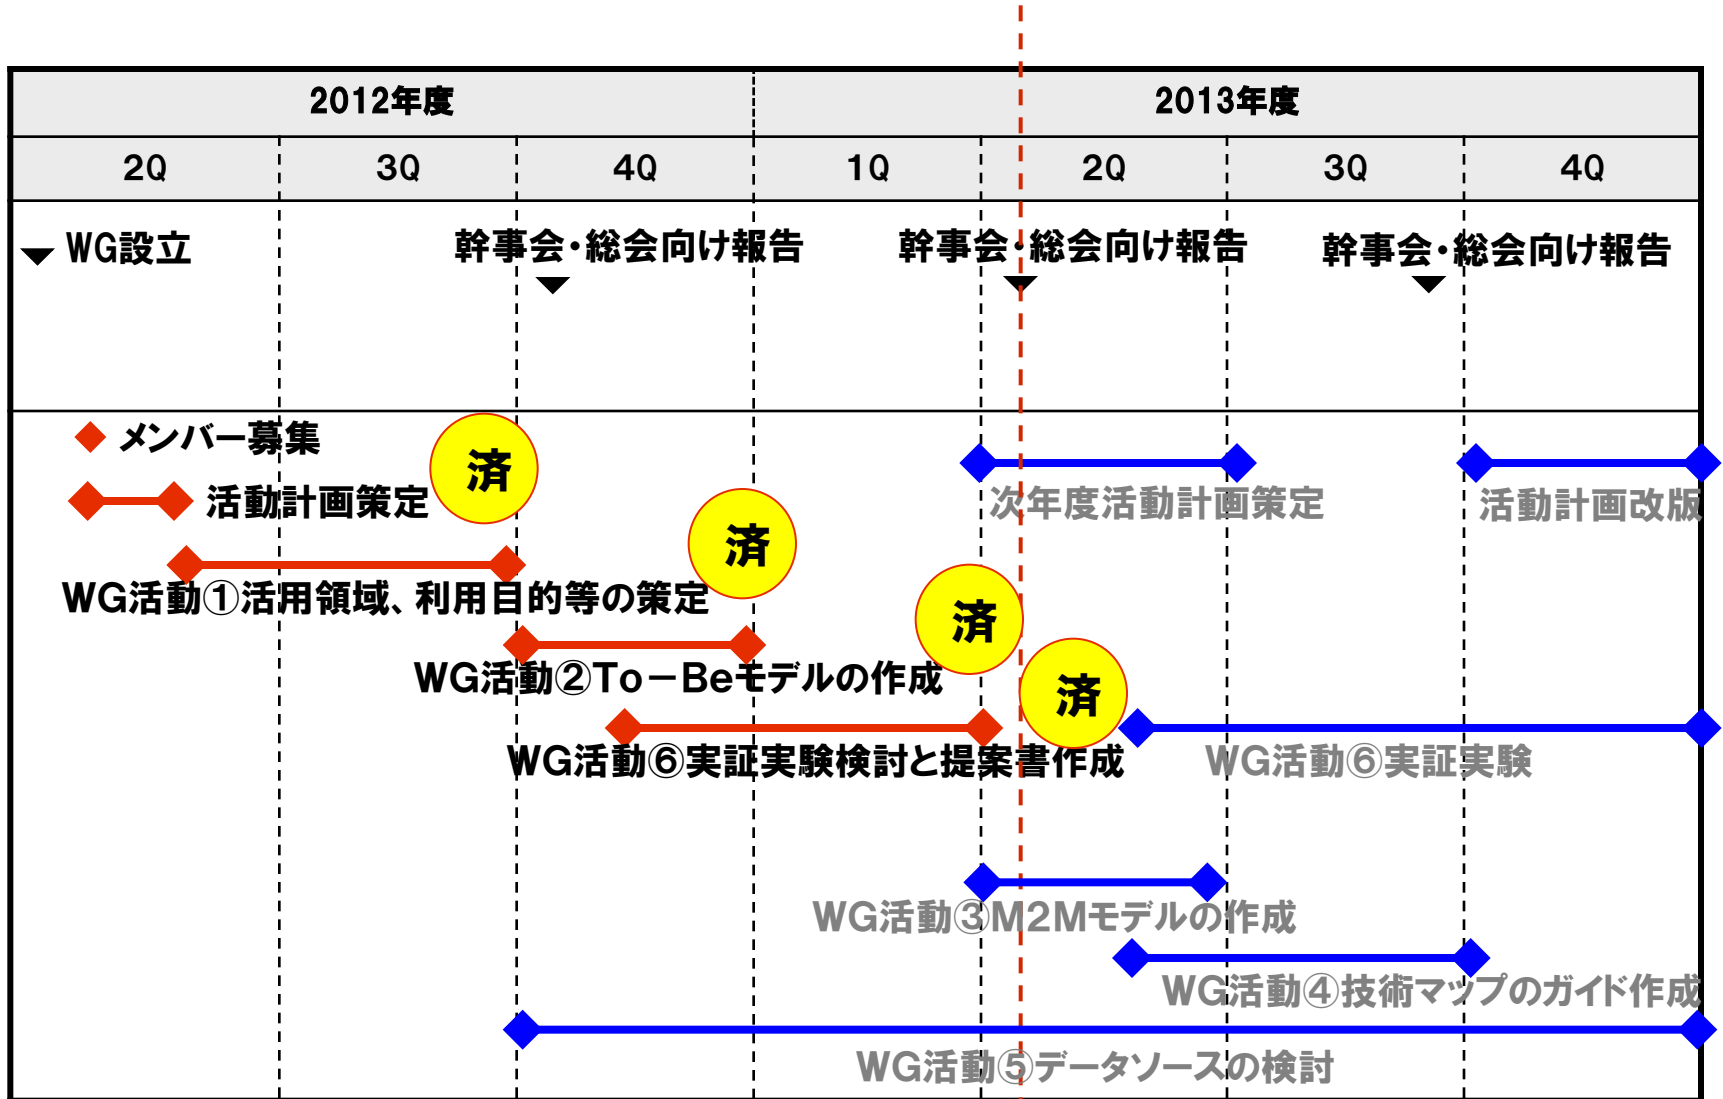 2012年度 2013年度
2Q 3Q 4Q 1Q 2Q 3Q 4Q
WG設立 幹事会・総会向け報告 幹事会・総会向け報告 幹事会・総会向け報告
メンバー募集
済
活動計画策定
次年度活動計画策定 活動計画改版
済
WG活動①活用領域、利用目的等の策定
済
WG活動②To－Beモデルの作成
済
WG活動⑥実証実験検討と提案書作成 WG活動⑥実証実験
WG活動③M2Mモデルの作成
WG活動④技術マップのガイド作成
WG活動⑤データソースの検討